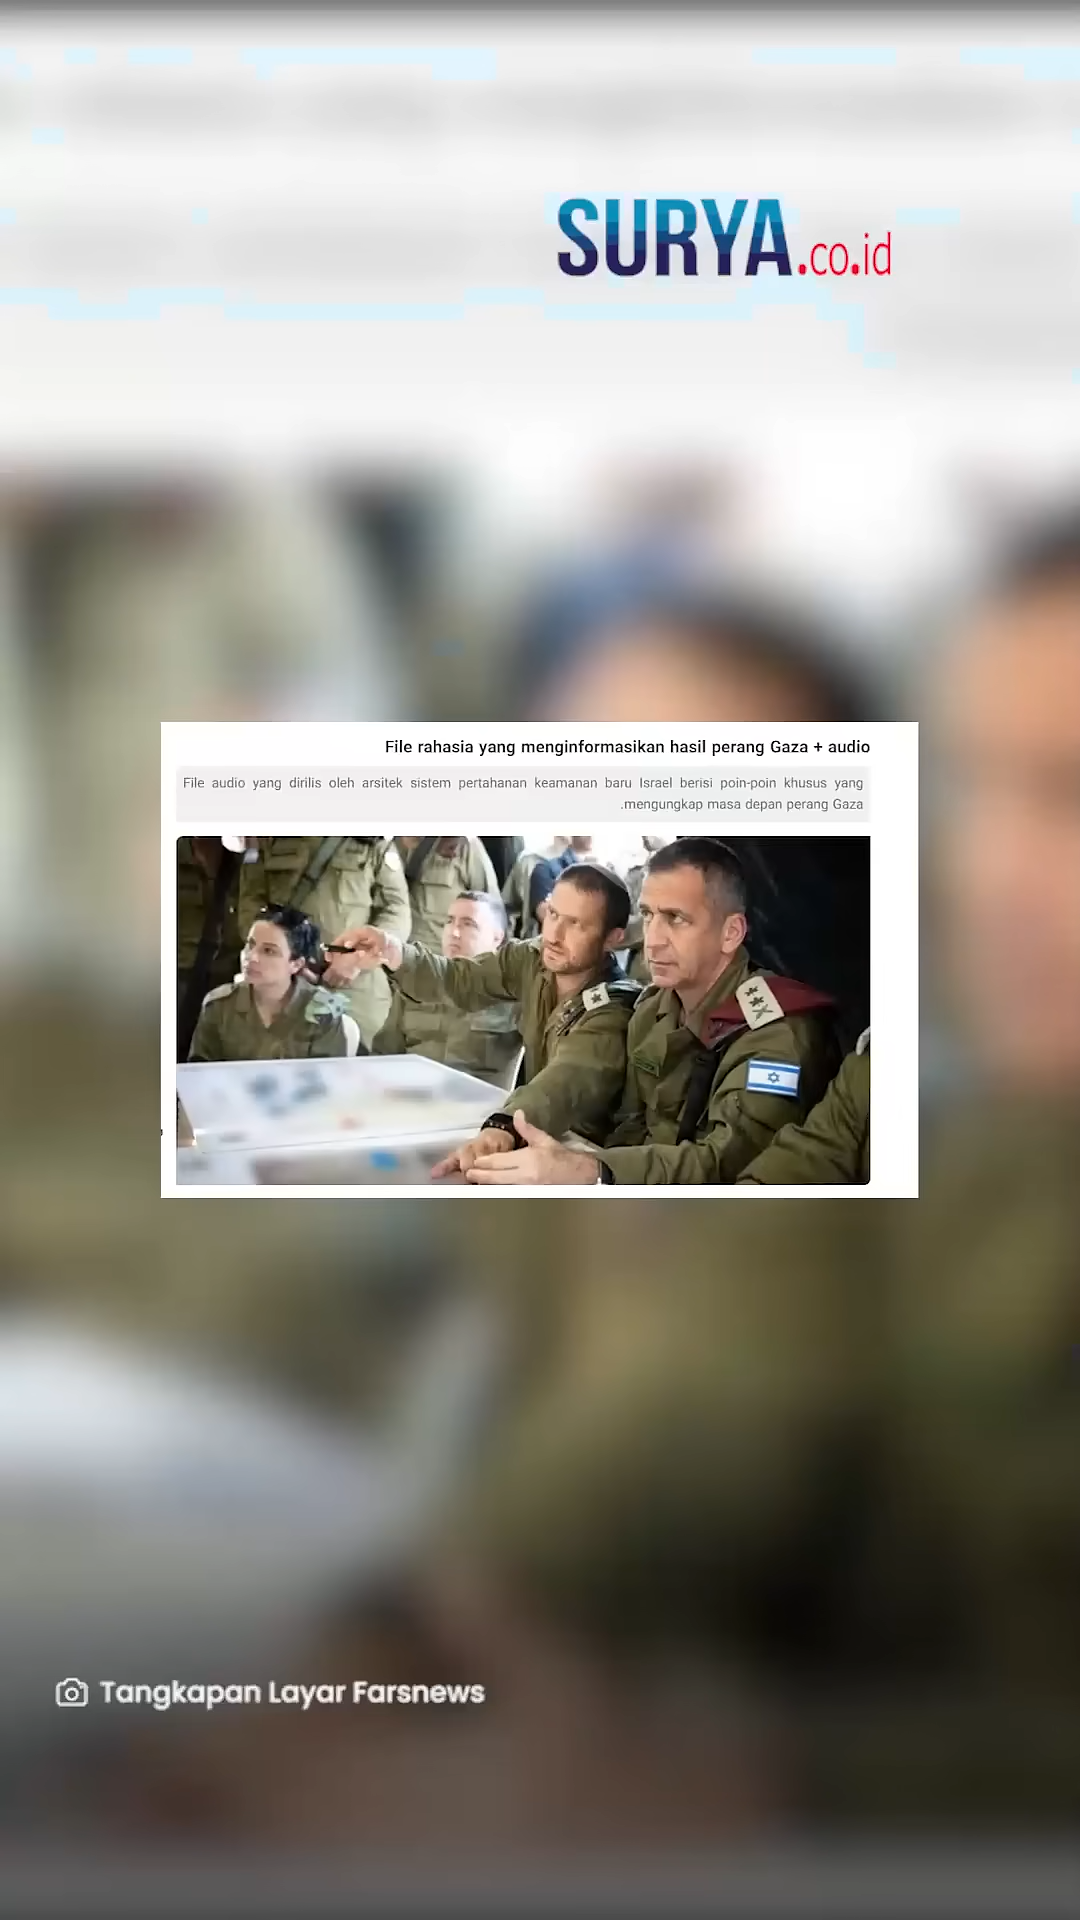 SURYA.co.id
File rahasia yang menginformasikan hasil perang Gaza + audio
File audio yang dirilis oleh arsitek sistem pertahanan keamanan baru Israel berisi poin-poin khusus yang
.mengungkap masa depan perang Gaza
Tangkapan Layar Farsnews